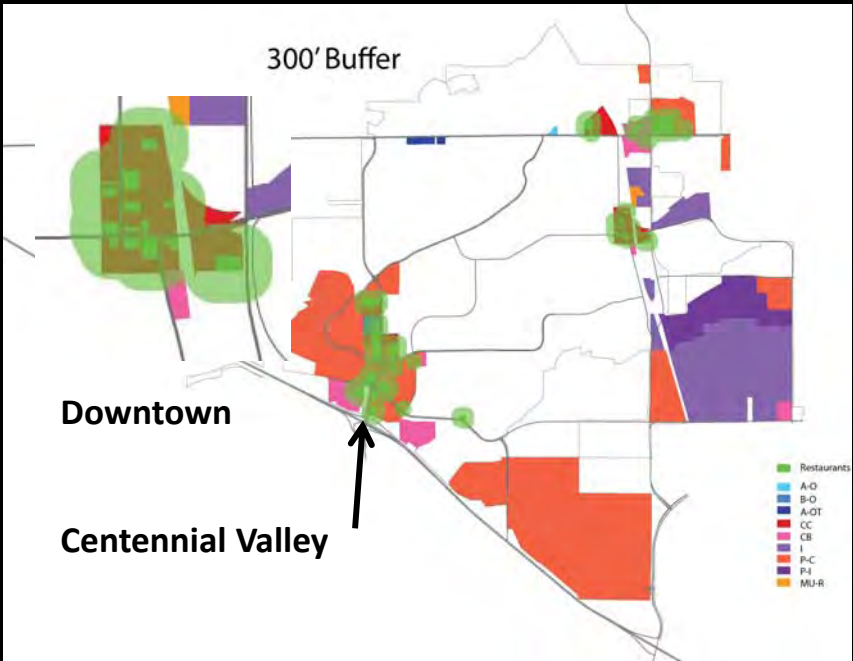 300' Buffer
Downtown
Centennial Valley
Restaurants
A-O
B-O
A-OT
CC
CB
I
P-C
P-I
MU-R